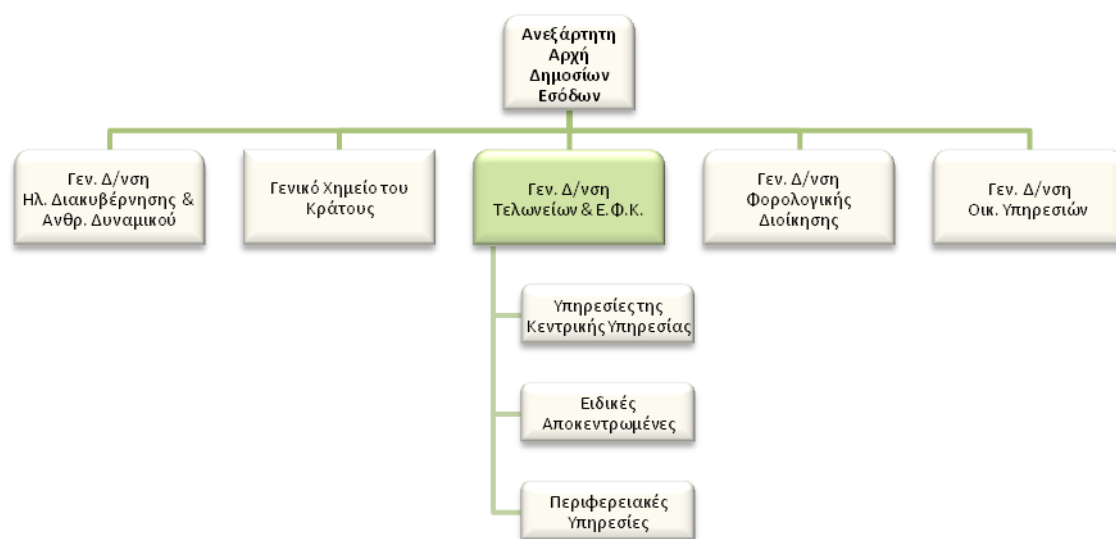 Ανεξάρτητη
Αρχή
Δημοσίων
Εσόδων
Γεν. Δ/νση
Ηλ. Διακυβέρνησης &
Ανθρ. Δυναμικού
Γενικό Χημείο του
Κράτους
Γεν. Δ/νση
Τελωνείων & Ε.Φ.Κ.
Γεν. Δ/νση
Φορολογικής
Διοίκησης
Γεν. Δ/νση
Οικ. Υπηρεσιών
Υπηρεσίες της
Κεντρικής Υπηρεσίας
Ειδικές
Αποκεντρωμένες
Περιφερειακές
Υπηρεσίες